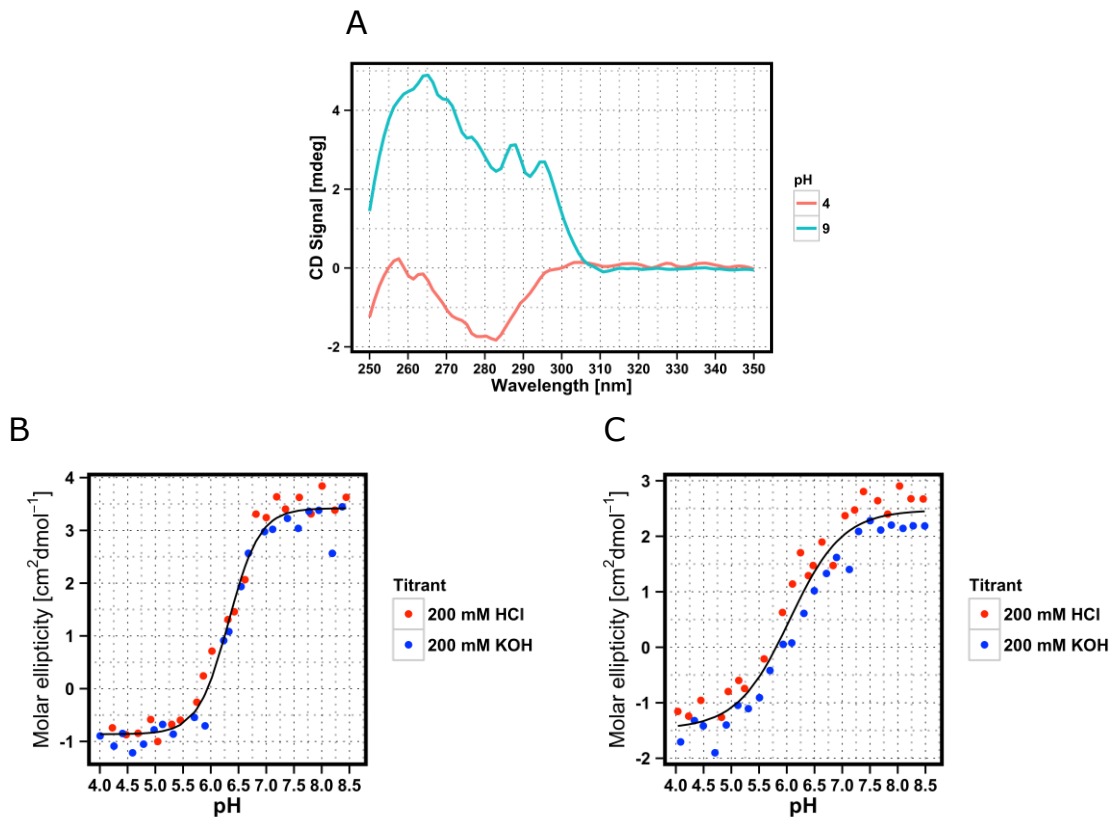 A
CD Signal [mdeg]
4
2
0
-2
250 260 270 280 290 300 310 320 330 340 350
Wavelength [nm]
pH
4
9
B
Molar ellipticity [cm²dmol⁻¹]
4
3
2
1
0
-1
4.0 4.5 5.0 5.5 6.0 6.5 7.0 7.5 8.0 8.5
pH
Titrant
200 mM HCl
200 mM KOH
C
Molar ellipticity [cm²dmol⁻¹]
3
2
1
0
-1
-2
4.0 4.5 5.0 5.5 6.0 6.5 7.0 7.5 8.0 8.5
pH
Titrant
200 mM HCl
200 mM KOH